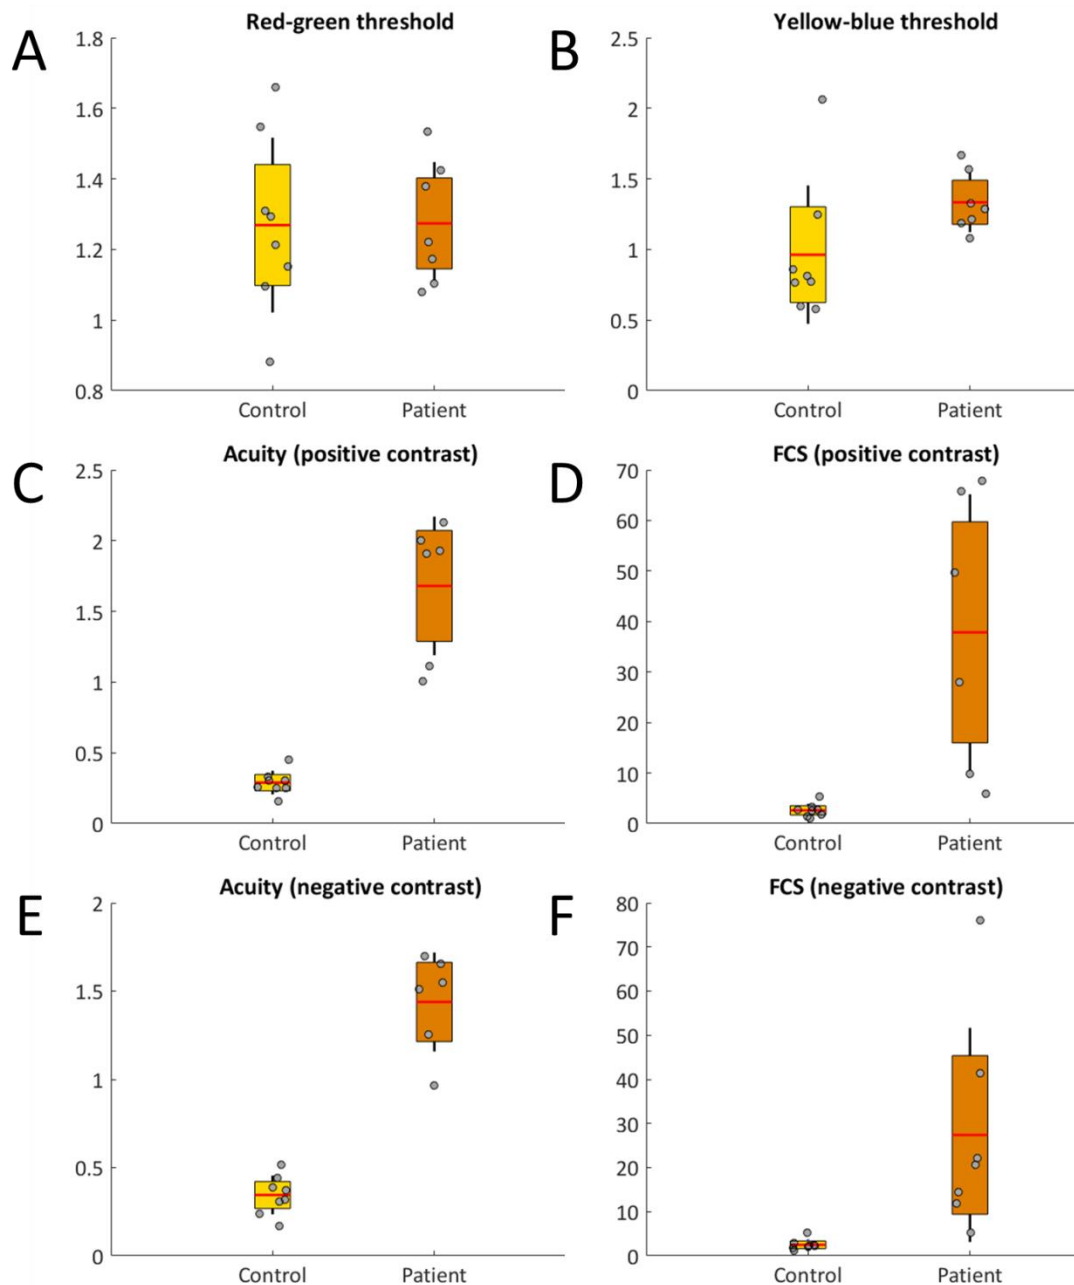 A
Red-green threshold
1.8
1.6
1.4
1.2
1
0.8
Control Patient
B
Yellow-blue threshold
2.5
2
1.5
1
0.5
0
Control Patient
C
Acuity (positive contrast)
2.5
2
1.5
1
0.5
0
Control Patient
D
FCS (positive contrast)
70
60
50
40
30
20
10
0
Control Patient
E
Acuity (negative contrast)
2
1.5
1
0.5
0
Control Patient
F
FCS (negative contrast)
80
70
60
50
40
30
20
10
0
Control Patient